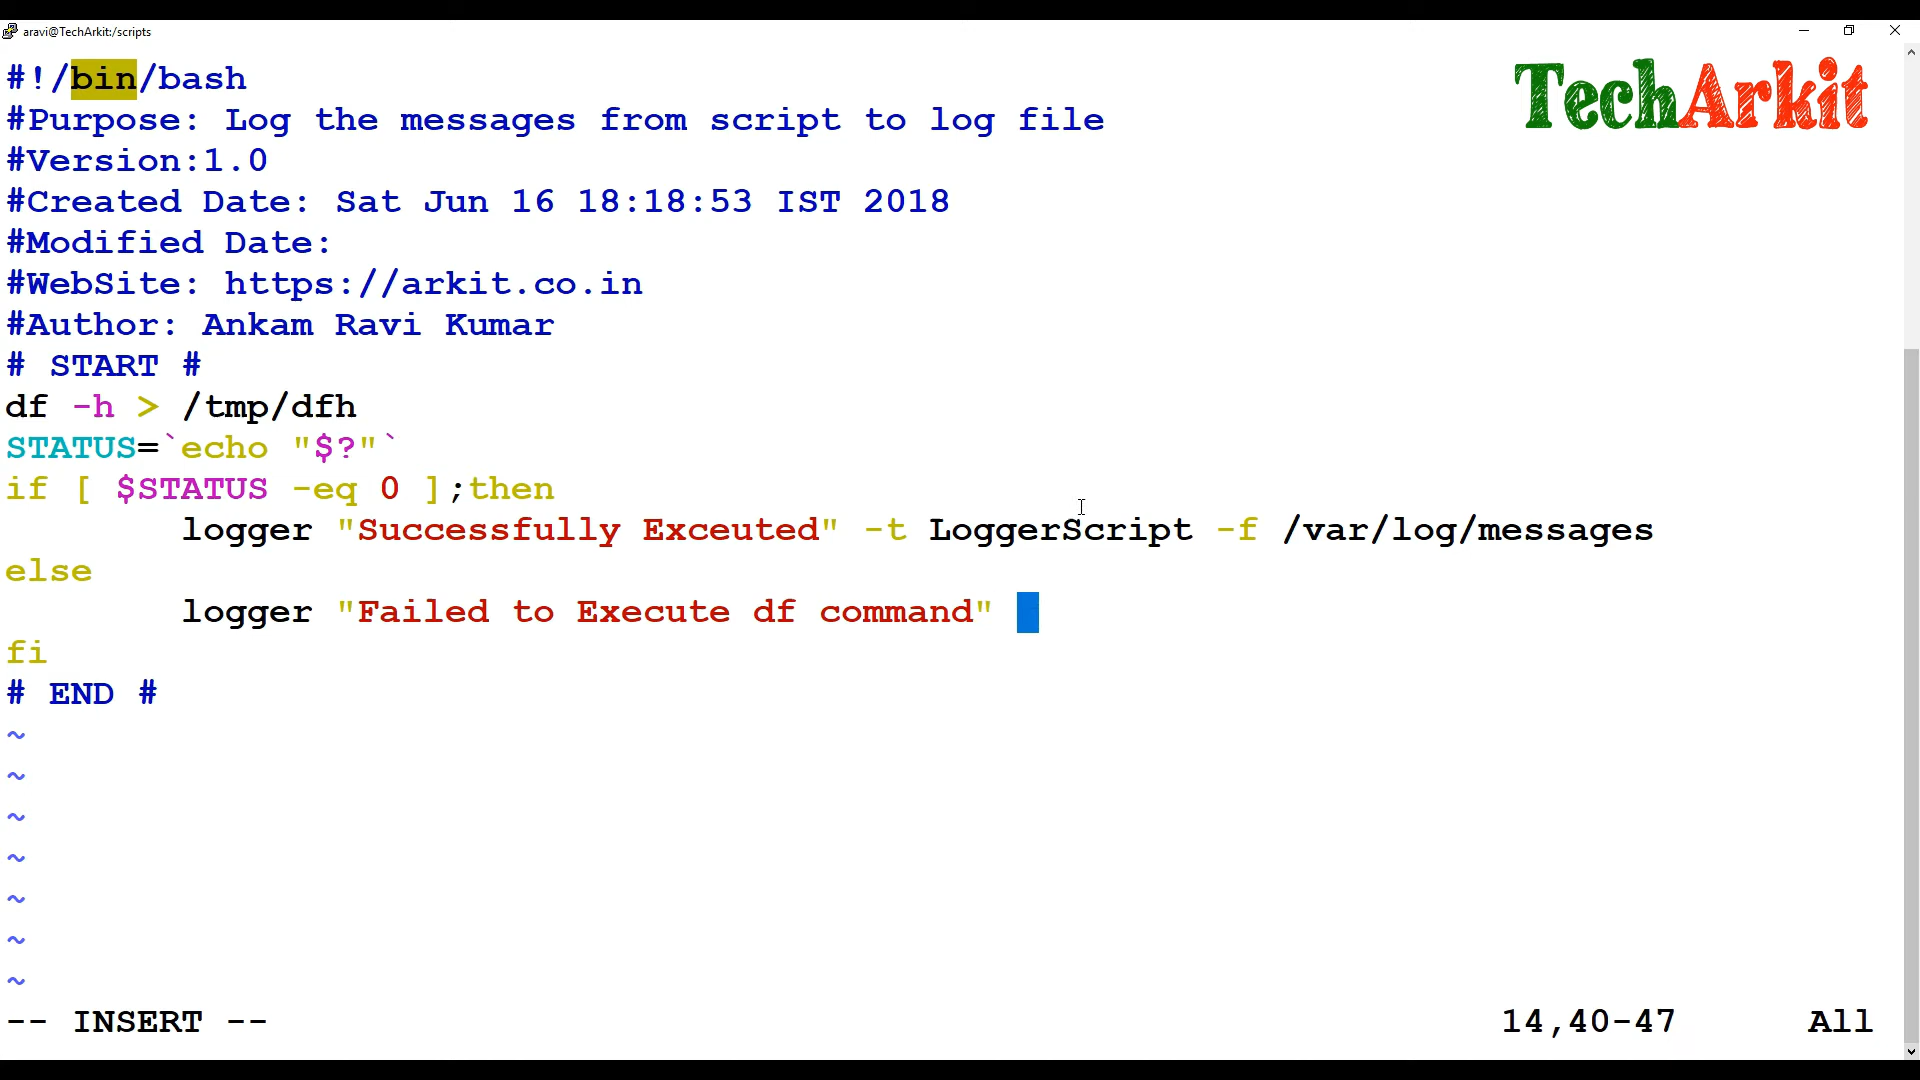 aravi@TechArkit:/scripts
TechArkit
#!/bin/bash
#Purpose: Log the messages from script to log file
#Version:1.0
#Created Date: Sat Jun 16 18:18:53 IST 2018
#Modified Date:
#WebSite: https://arkit.co.in
#Author: Ankam Ravi Kumar
# START #
df -h > /tmp/dfh
STATUS=`echo "$?"`
if [ $STATUS -eq 0 ];then
        logger "Successfully Exceuted" -t LoggerScript -f /var/log/messages
else
        logger "Failed to Execute df command"
fi
# END #
~
~
~
~
~
~
~
-- INSERT -- 14,40-47 All